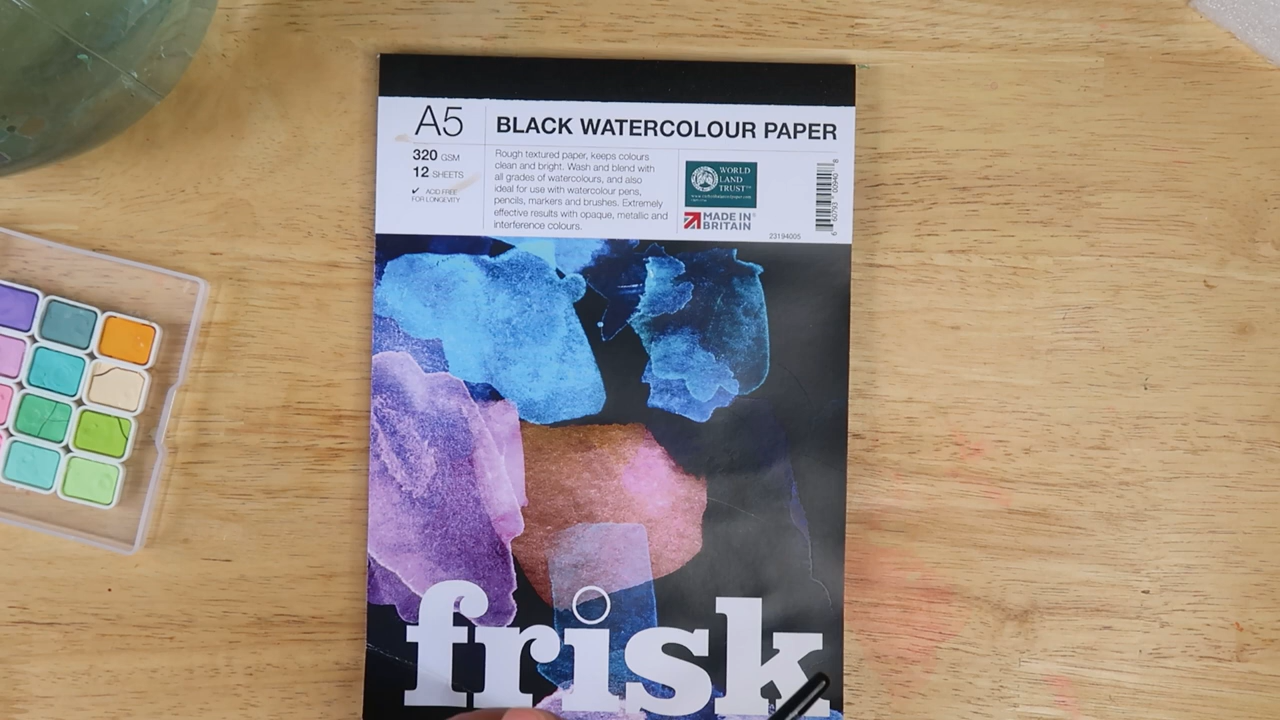 A5
BLACK WATERCOLOUR PAPER
320 GSM
12 SHEETS
✓ ACID FREE
FOR LONGEVITY
Rough textured paper, keeps colours
clean and bright. Wash and blend with
all grades of watercolours, and also
ideal for use with watercolour pens,
pencils, markers and brushes. Extremely
effective results with opaque, metallic and
interference colours.
WORLD
LAND
TRUST™
MADE IN
BRITAIN
23194005
frisk